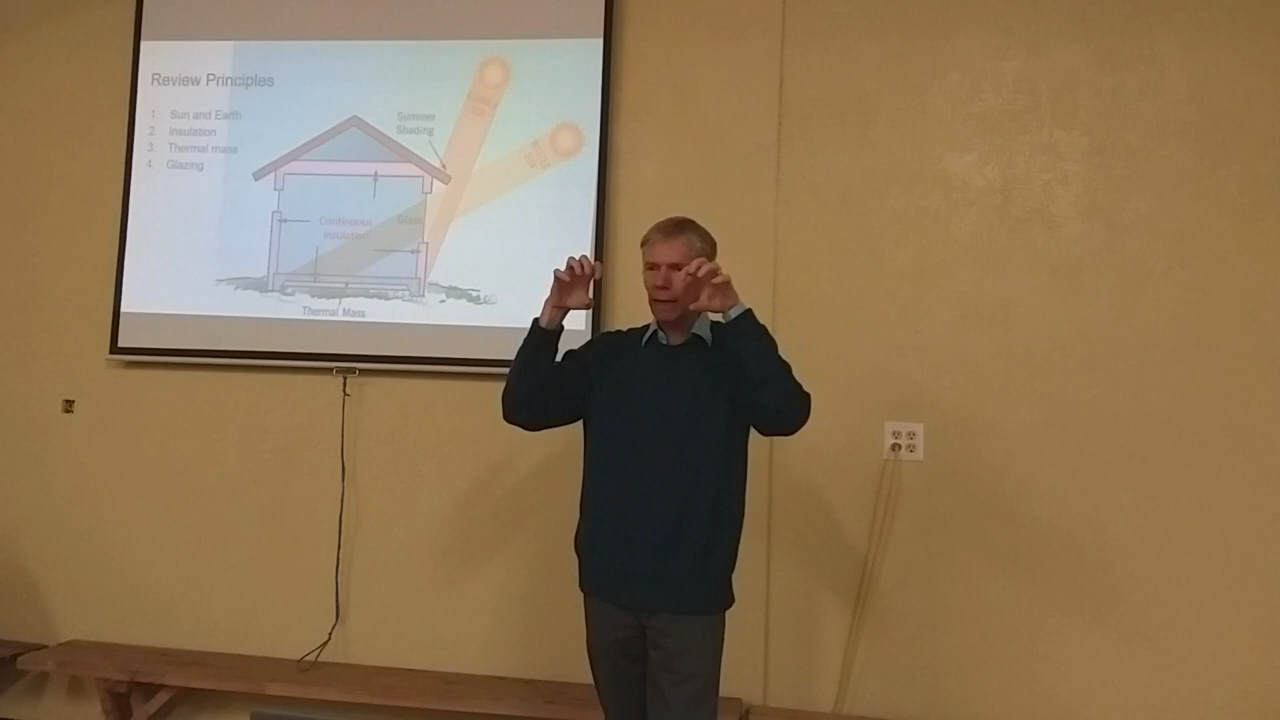 Review Principles
1. Sun and Earth
2. Insulation
3. Thermal mass
4. Glazing
Summer
Shading
Continuous
Insulation
Glass
Thermal Mass